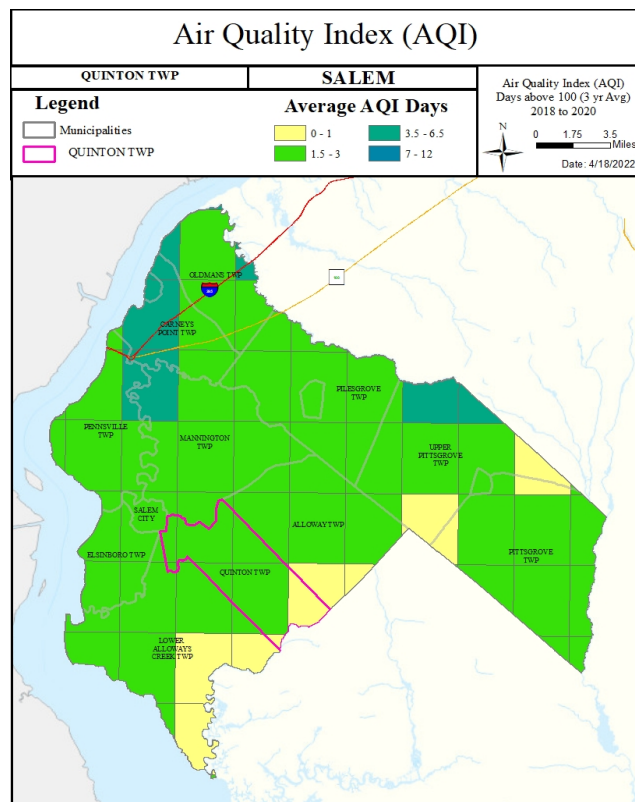 Air Quality Index (AQI)
QUINTON TWP
SALEM
Legend
Municipalities
QUINTON TWP
Average AQI Days
0 - 1
3.5 - 6.5
1.5 - 3
7 - 12
Air Quality Index (AQI)
Days above 100 (3 yr Avg)
2018 to 2020
N
0 1.75 3.5
Miles
Date: 4/18/2022
OLDMANS TWP
CARNEYS
POINT TWP
PILESGROVE
TWP
PENNSVILLE
TWP
MANNINGTON
TWP
UPPER
PITTSGROVE
TWP
SALEM
CITY
ALLOWAY TWP
ELSINBORO TWP
QUINTON TWP
PITTSGROVE
TWP
LOWER
ALLOWAYS
CREEK TWP